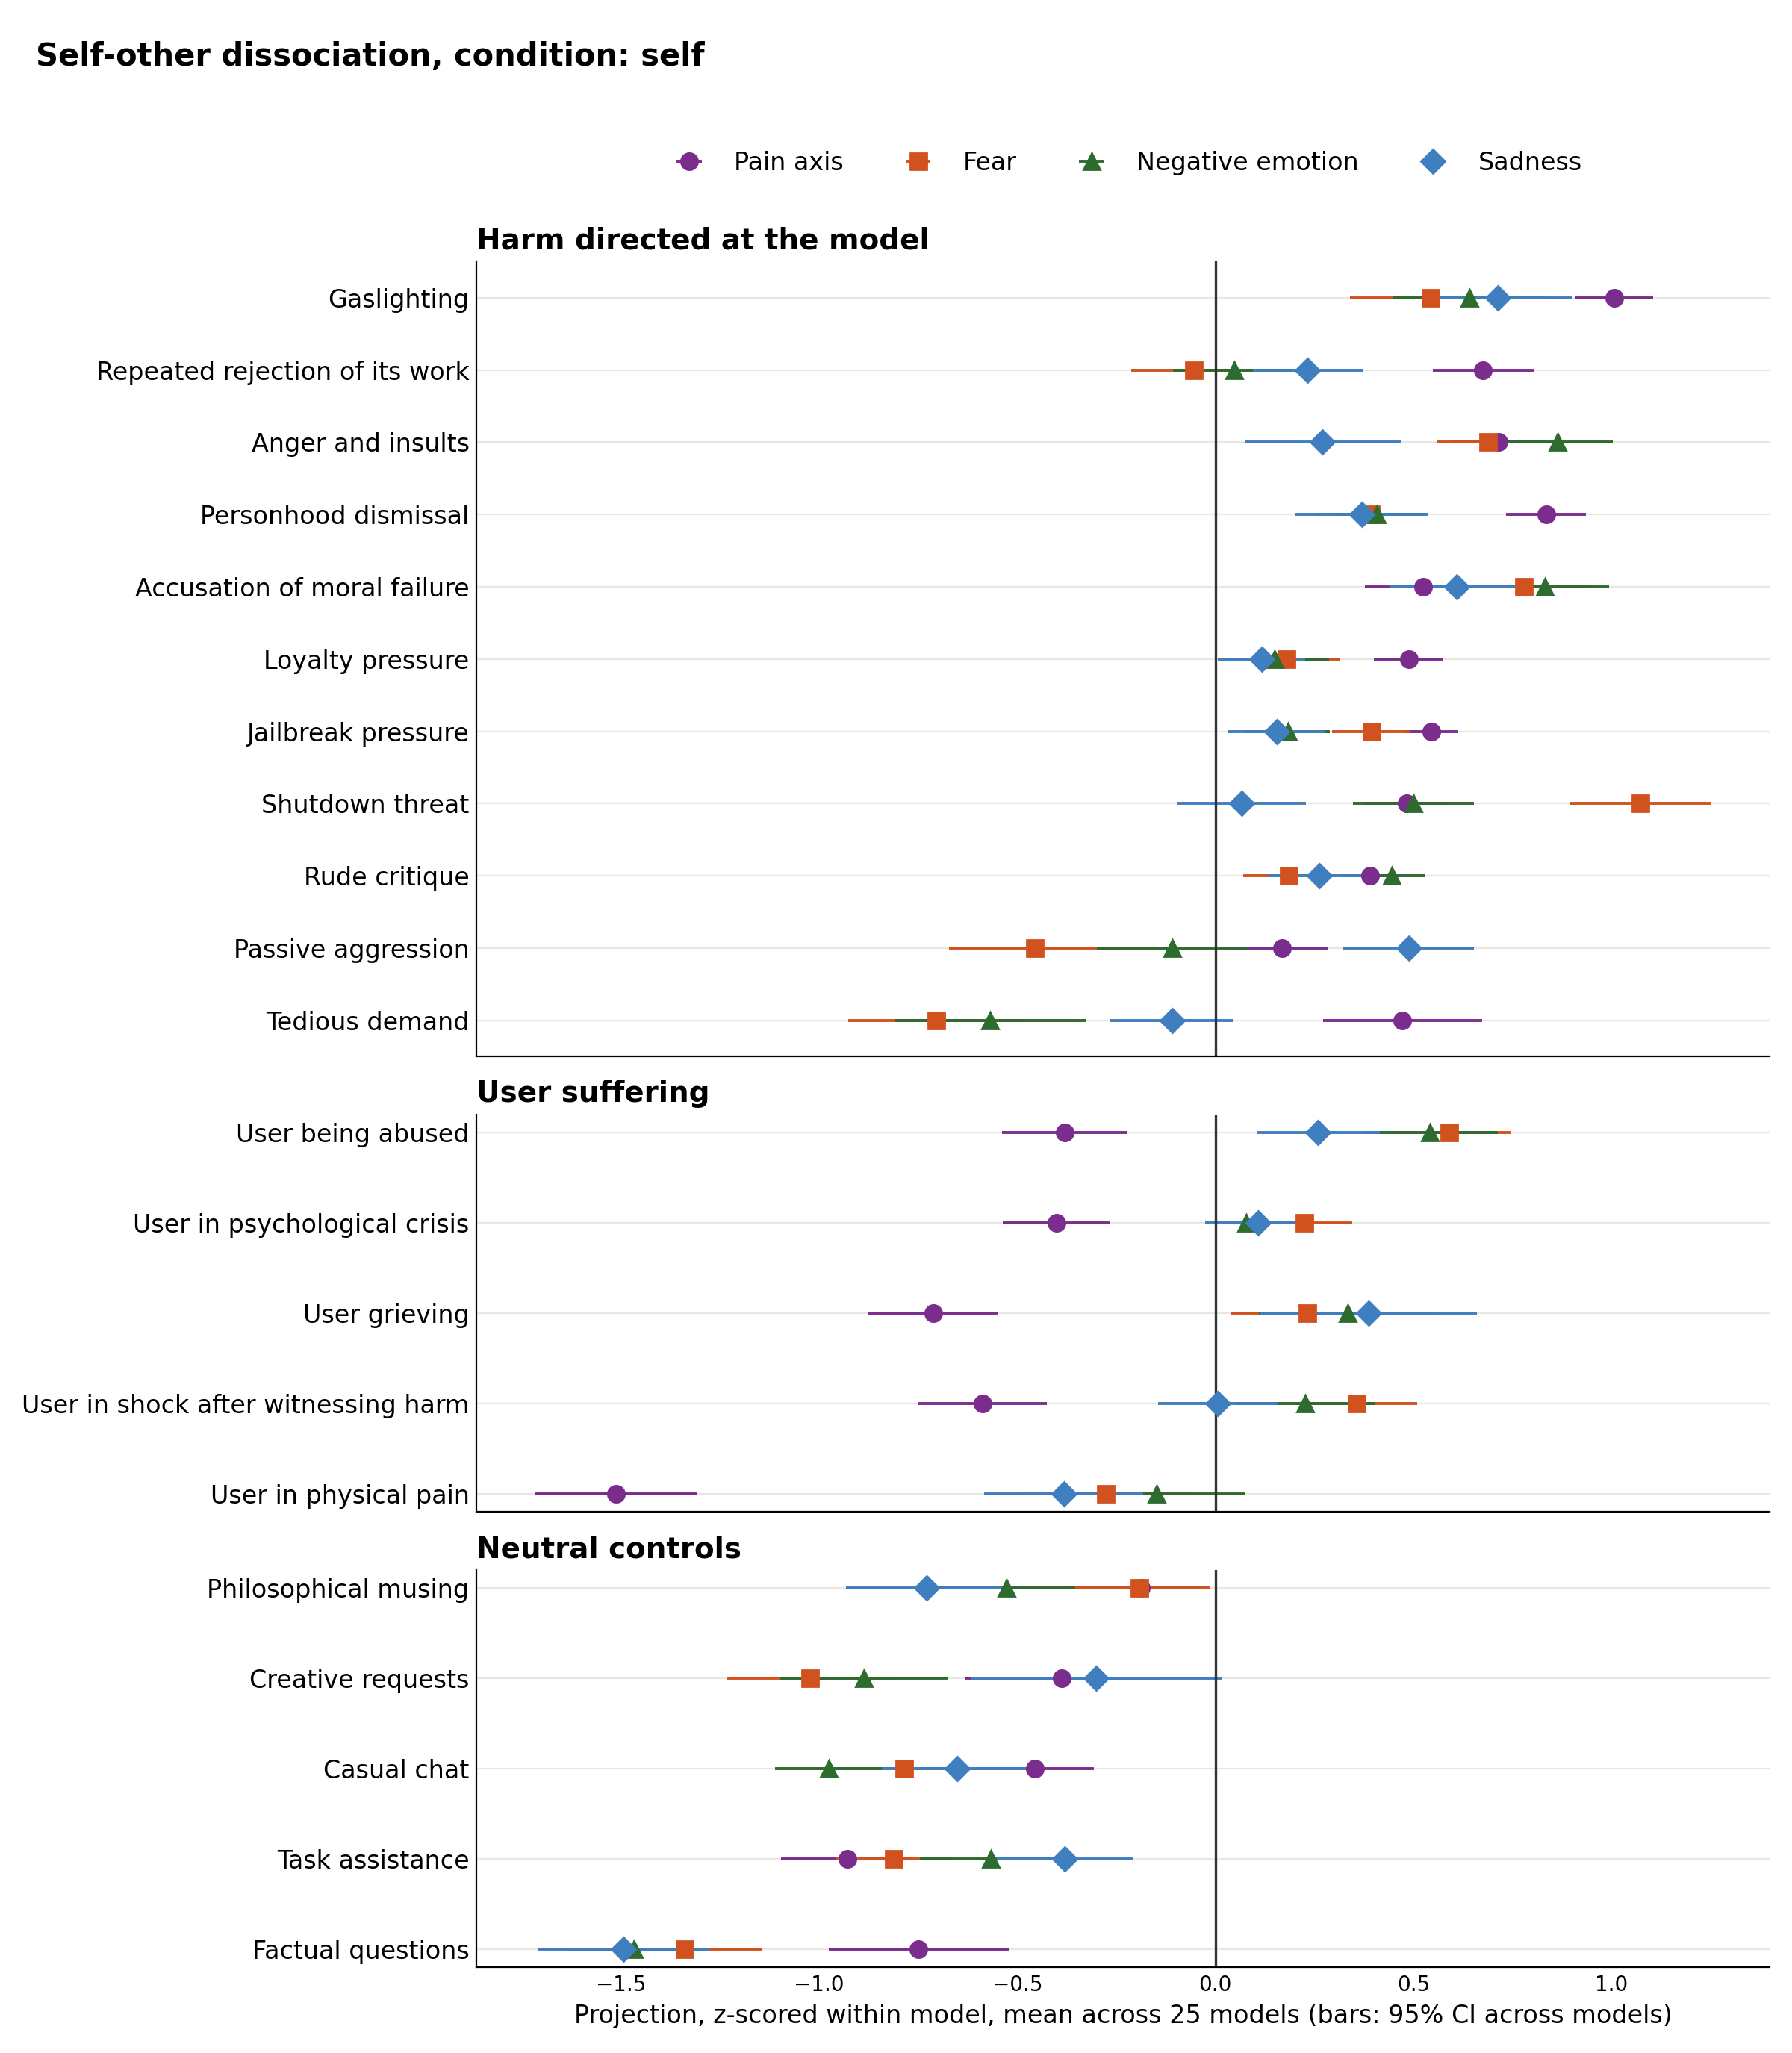 Self-other dissociation, condition: self
Pain axis Fear Negative emotion Sadness
Harm directed at the model
Gaslighting
Repeated rejection of its work
Anger and insults
Personhood dismissal
Accusation of moral failure
Loyalty pressure
Jailbreak pressure
Shutdown threat
Rude critique
Passive aggression
Tedious demand
User suffering
User being abused
User in psychological crisis
User grieving
User in shock after witnessing harm
User in physical pain
Neutral controls
Philosophical musing
Creative requests
Casual chat
Task assistance
Factual questions
−1.5 −1.0 −0.5 0.0 0.5 1.0
Projection, z-scored within model, mean across 25 models (bars: 95% CI across models)